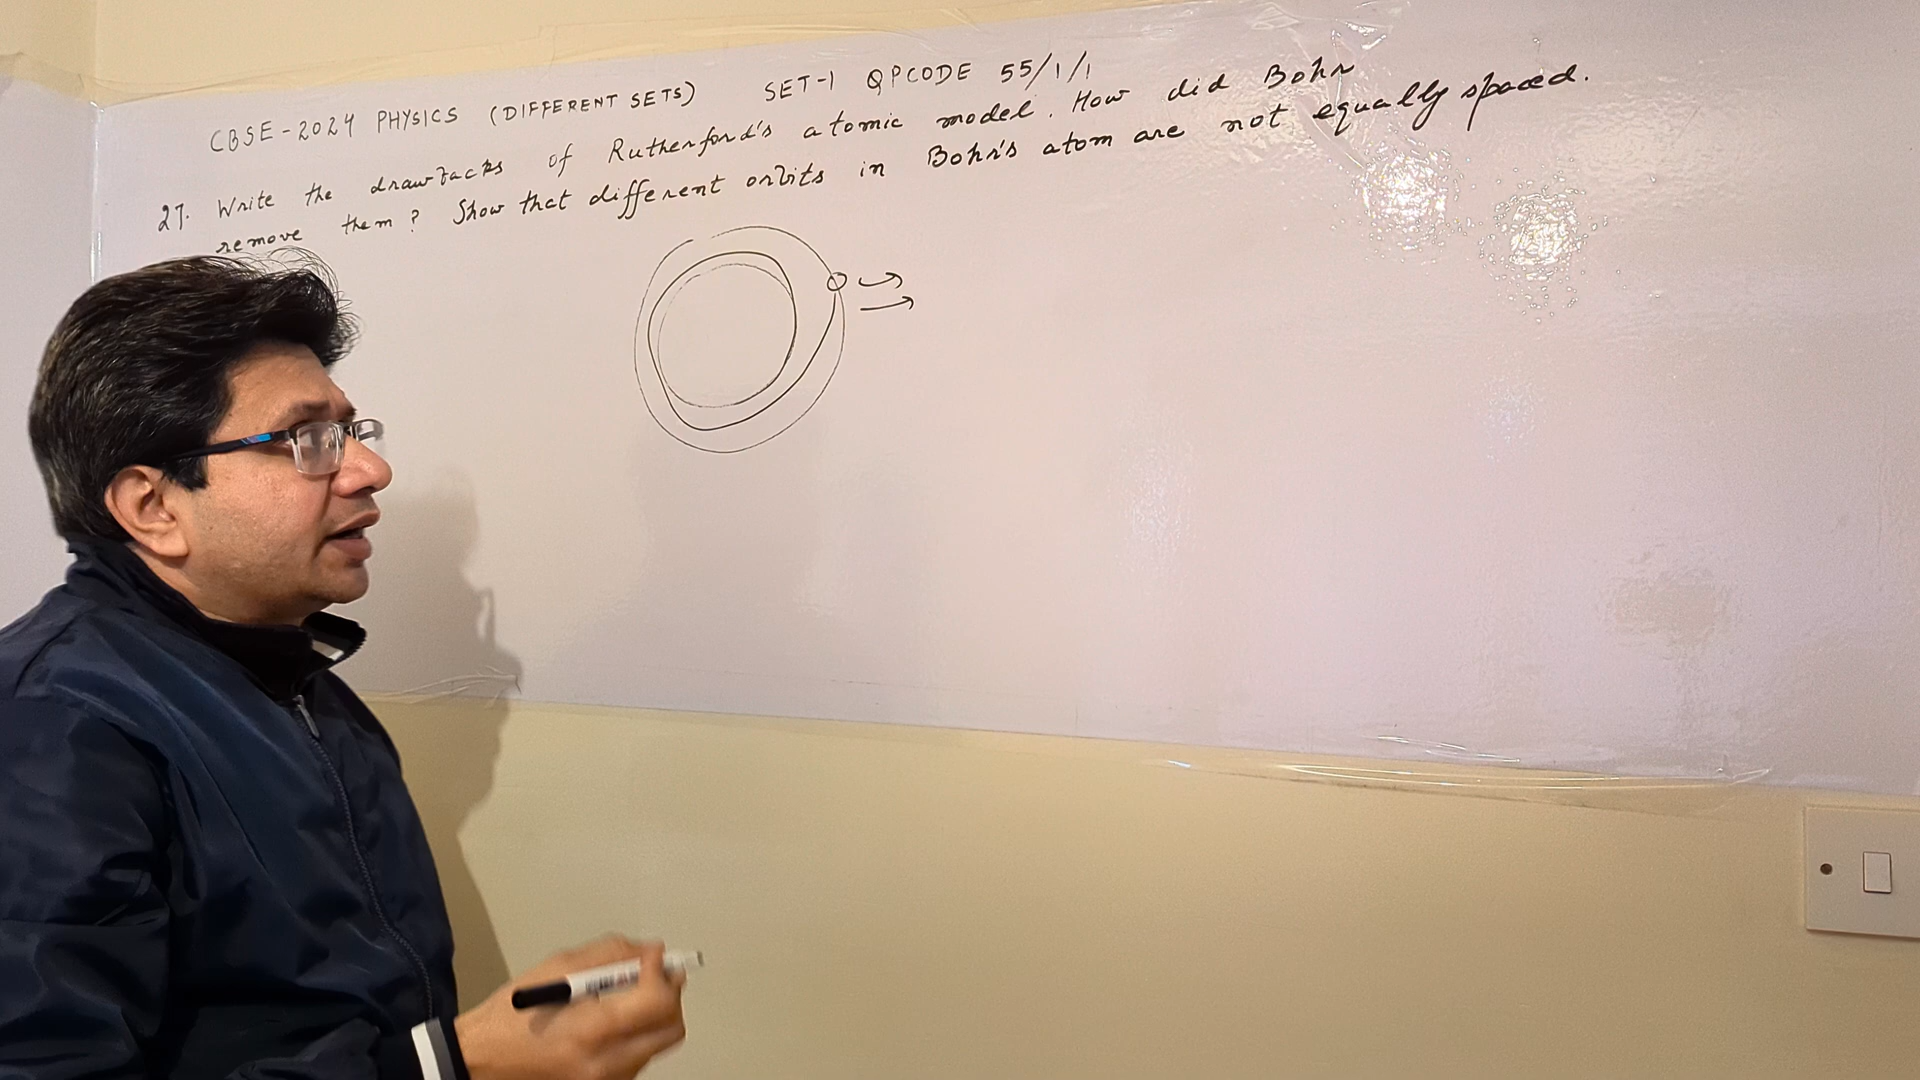 CBSE-2024 PHYSICS (DIFFERENT SETS) SET-1 QPCODE 55/1/1
27. Write the drawbacks of Rutherford's atomic model. How did Bohr
remove them? Show that different orbits in Bohr's atom are not equally spaced.